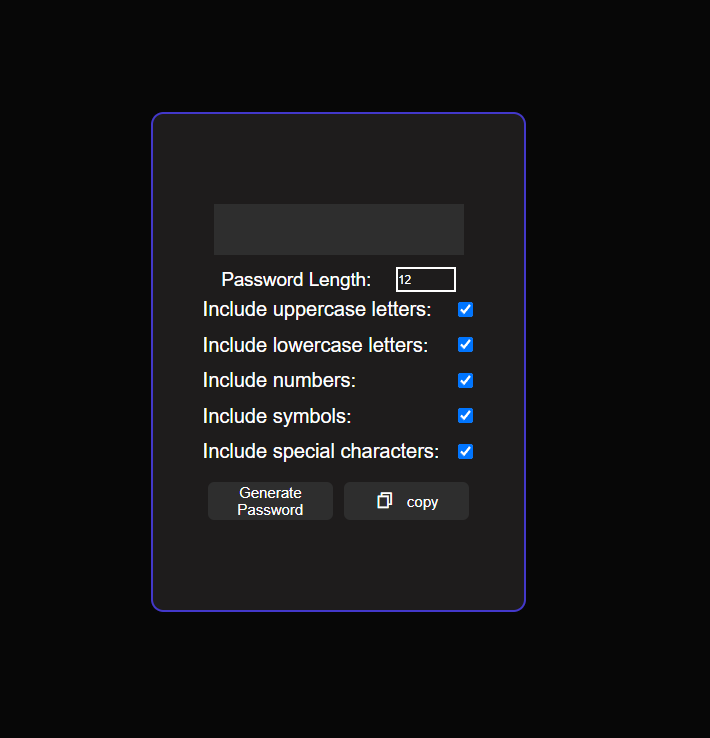 Password Length: 12
Include uppercase letters:
Include lowercase letters:
Include numbers:
Include symbols:
Include special characters:
Generate
Password
copy